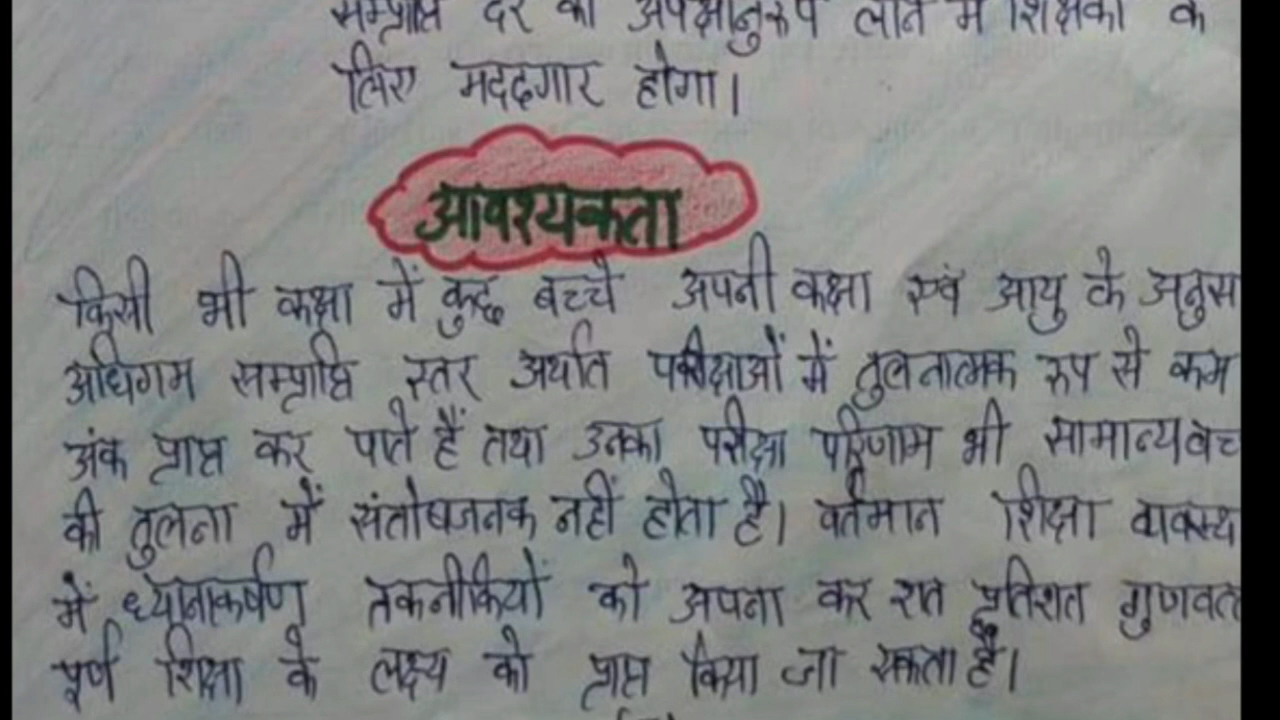 सम्प्राप्ति दर को अपेक्षानुरूप लाने में शिक्षकों के
लिए मददगार होगा।
आवश्यकता
किसी भी कक्षा में कुछ बच्चे अपनी कक्षा एवं आयु के अनुस
अधिगम सम्प्राप्ति स्तर अर्थात परीक्षाओं में तुलनात्मक रुप से कम
अंक प्राप्त कर पाते हैं तथा उनका परीक्षा परिणाम भी सामान्य बच
की तुलना में संतोषजनक नहीं होता है। वर्तमान शिक्षा व्यवस्थ
में ध्यानाकर्षण तकनीकियों को अपना कर शत प्रतिशत गुणवत्त
पूर्ण शिक्षा के लक्ष्य को प्राप्त किया जा सकता है।